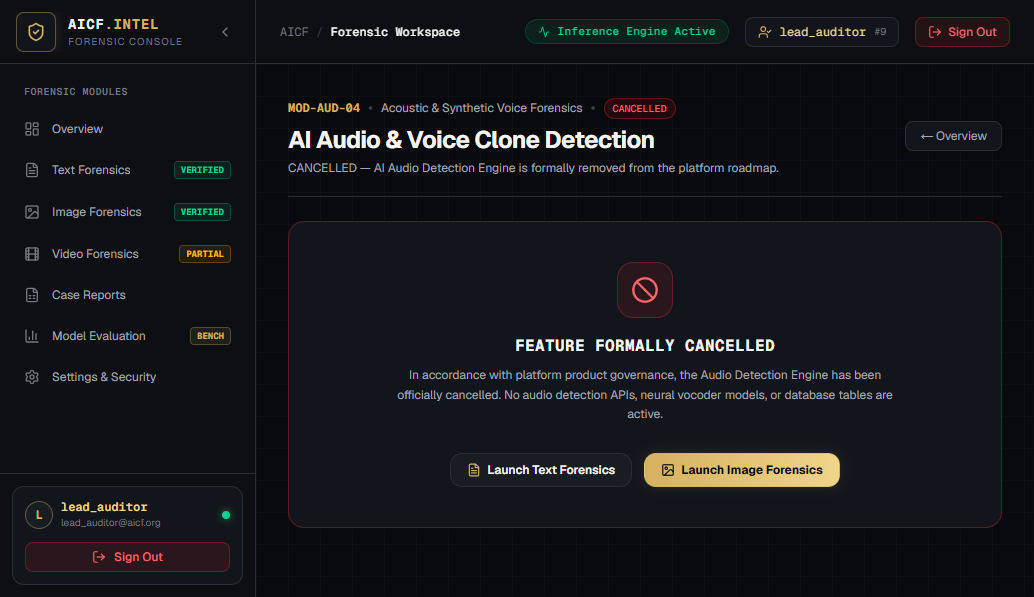 AICF.INTEL
FORENSIC CONSOLE
AICF / Forensic Workspace
Inference Engine Active
lead_auditor #9
Sign Out
FORENSIC MODULES
Overview
Text Forensics VERIFIED
Image Forensics VERIFIED
Video Forensics PARTIAL
Case Reports
Model Evaluation BENCH
Settings & Security
L
lead_auditor
lead_auditor@aicf.org
Sign Out
MOD-AUD-04 • Acoustic & Synthetic Voice Forensics • CANCELLED
AI Audio & Voice Clone Detection
CANCELLED — AI Audio Detection Engine is formally removed from the platform roadmap.
← Overview
FEATURE FORMALLY CANCELLED
In accordance with platform product governance, the Audio Detection Engine has been
officially cancelled. No audio detection APIs, neural vocoder models, or database tables are
active.
Launch Text Forensics
Launch Image Forensics